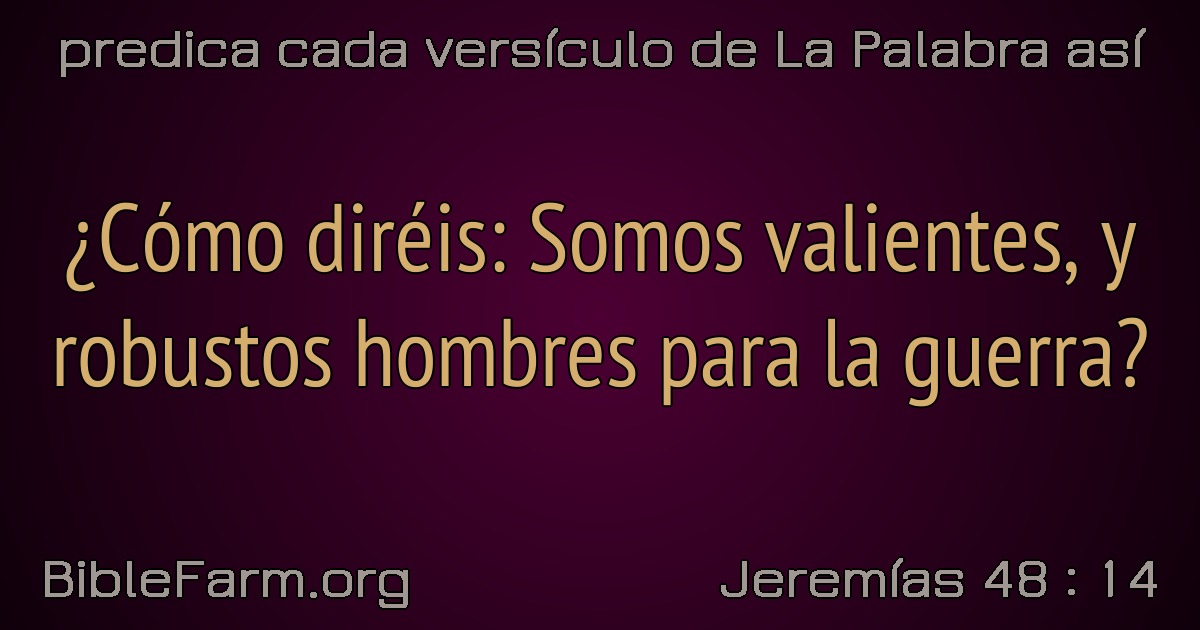 predica cada versículo de La Palabra así
¿Cómo diréis: Somos valientes, y
robustos hombres para la guerra?
BibleFarm.org
Jeremías 48 : 14